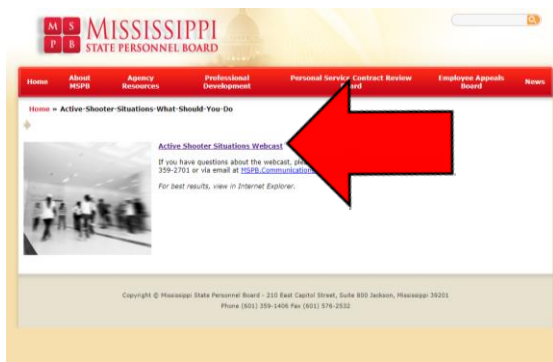 M S
P B
MISSISSIPPI
STATE PERSONNEL BOARD
Home
About MSPB
Agency Resources
Professional Development
Personal Service Contract Review
Employee Appeals Board
News
Home » Active-Shooter-Situations-What-Should-You-Do
Active Shooter Situations Webcast
If you have questions about the webcast,
359-2701 or via email at MSPB.Communication
For best results, view in Internet Explorer.
Copyright © Mississippi State Personnel Board - 210 East Capitol Street, Suite 800 Jackson, Mississippi 39201
Phone (601) 359-1406 Fax (601) 576-2532